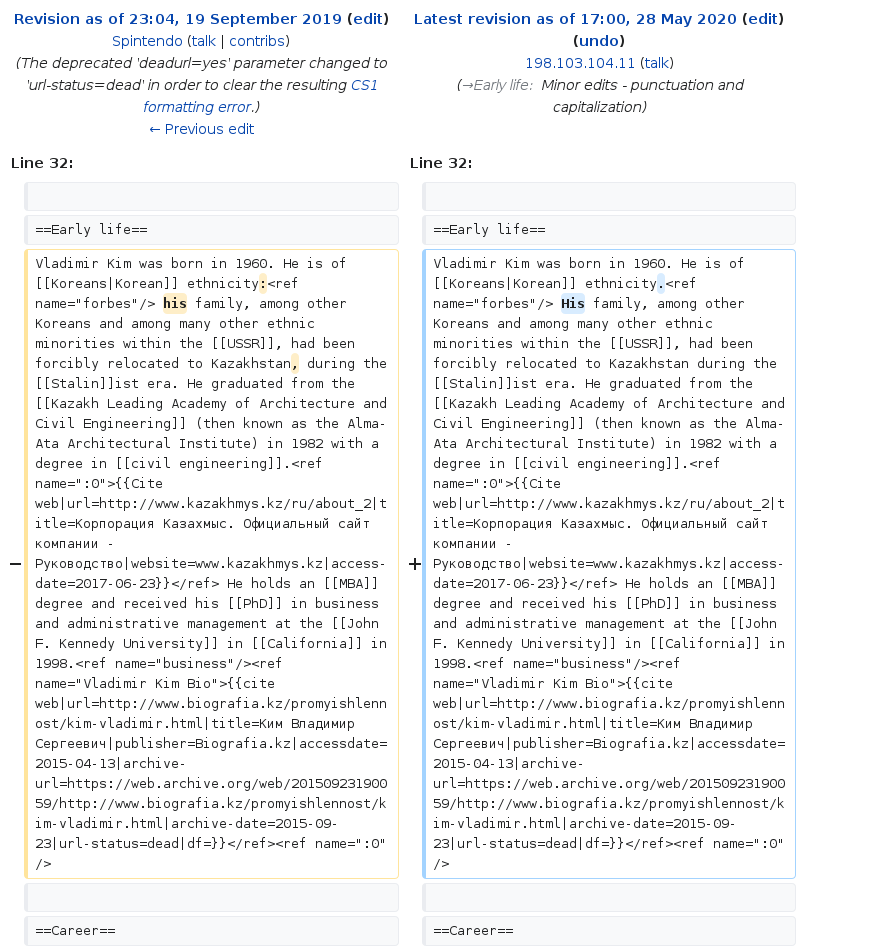 Revision as of 23:04, 19 September 2019 (edit)
Spintendo (talk | contribs)
(The deprecated 'deadurl=yes' parameter changed to
'url-status=dead' in order to clear the resulting CS1
formatting error.)
← Previous edit
Latest revision as of 17:00, 28 May 2020 (edit)
(undo)
198.103.104.11 (talk)
(→Early life: Minor edits - punctuation and
capitalization)
Line 32:
Line 32:
==Early life==
==Early life==
−
Vladimir Kim was born in 1960. He is of
[[Koreans|Korean]] ethnicity:<ref
name="forbes"/> his family, among other
Koreans and among many other ethnic
minorities within the [[USSR]], had been
forcibly relocated to Kazakhstan, during the
[[Stalin]]ist era. He graduated from the
[[Kazakh Leading Academy of Architecture and
Civil Engineering]] (then known as the Alma-
Ata Architectural Institute) in 1982 with a
degree in [[civil engineering]].<ref
name=":0">{{Cite
web|url=http://www.kazakhmys.kz/ru/about_2|t
itle=Корпорация Казахмыс. Официальный сайт
компании -
Руководство|website=www.kazakhmys.kz|access-
date=2017-06-23}}</ref> He holds an [[MBA]]
degree and received his [[PhD]] in business
and administrative management at the [[John
F. Kennedy University]] in [[California]] in
1998.<ref name="business"/><ref
name="Vladimir Kim Bio">{{cite
web|url=http://www.biografia.kz/promyishlenn
ost/kim-vladimir.html|title=Ким Владимир
Сергеевич|publisher=Biografia.kz|accessdate=
2015-04-13|archive-
url=https://web.archive.org/web/201509231900
59/http://www.biografia.kz/promyishlennost/k
im-vladimir.html|archive-date=2015-09-
23|url-status=dead|df=}}</ref><ref name=":0"
/>
+
Vladimir Kim was born in 1960. He is of
[[Koreans|Korean]] ethnicity.<ref
name="forbes"/> His family, among other
Koreans and among many other ethnic
minorities within the [[USSR]], had been
forcibly relocated to Kazakhstan during the
[[Stalin]]ist era. He graduated from the
[[Kazakh Leading Academy of Architecture and
Civil Engineering]] (then known as the Alma-
Ata Architectural Institute) in 1982 with a
degree in [[civil engineering]].<ref
name=":0">{{Cite
web|url=http://www.kazakhmys.kz/ru/about_2|t
itle=Корпорация Казахмыс. Официальный сайт
компании -
Руководство|website=www.kazakhmys.kz|access-
date=2017-06-23}}</ref> He holds an [[MBA]]
degree and received his [[PhD]] in business
and administrative management at the [[John
F. Kennedy University]] in [[California]] in
1998.<ref name="business"/><ref
name="Vladimir Kim Bio">{{cite
web|url=http://www.biografia.kz/promyishlenn
ost/kim-vladimir.html|title=Ким Владимир
Сергеевич|publisher=Biografia.kz|accessdate=
2015-04-13|archive-
url=https://web.archive.org/web/201509231900
59/http://www.biografia.kz/promyishlennost/k
im-vladimir.html|archive-date=2015-09-
23|url-status=dead|df=}}</ref><ref name=":0"
/>
==Career==
==Career==